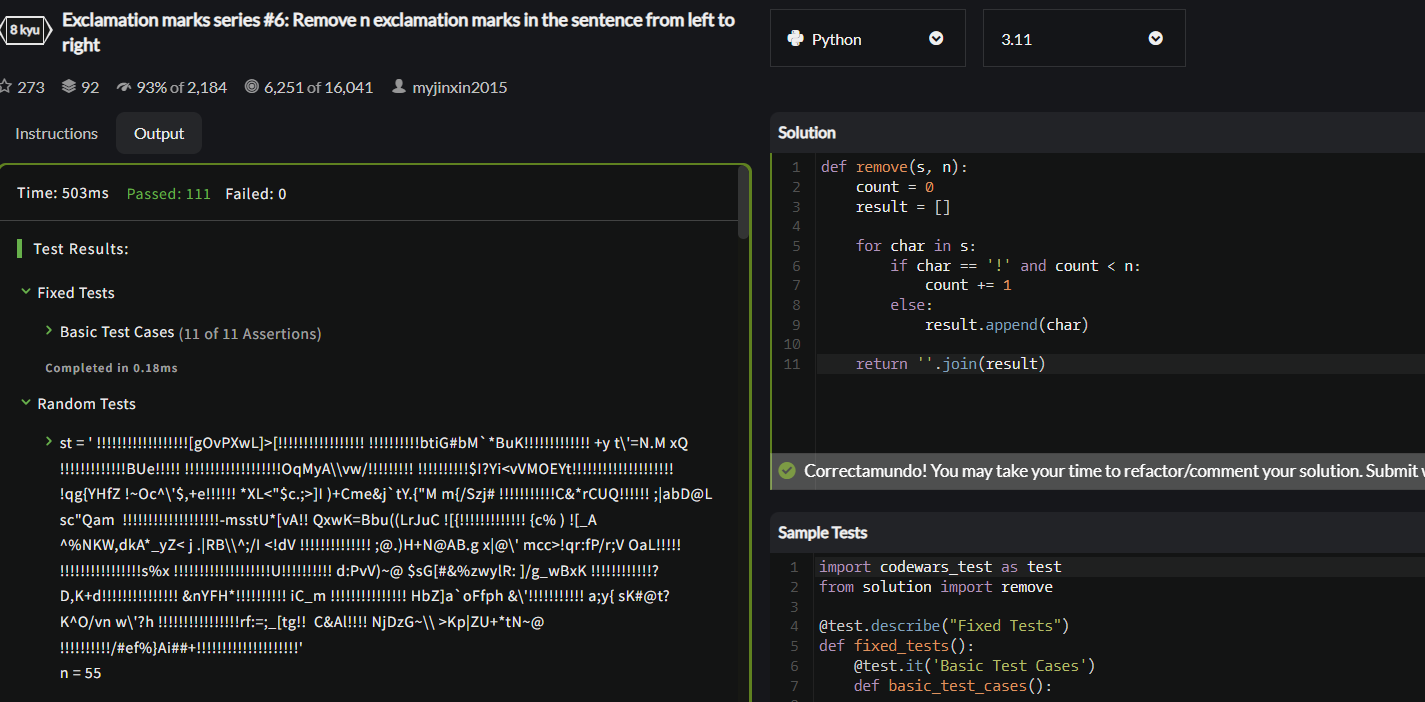 8 kyu
Exclamation marks series #6: Remove n exclamation marks in the sentence from left to
right
273 92 93% of 2,184 6,251 of 16,041 myjinxin2015
Instructions Output
Time: 503ms Passed: 111 Failed: 0
Test Results:
Fixed Tests
Basic Test Cases (11 of 11 Assertions)
Completed in 0.18ms
Random Tests
st = ' !!!!!!!!!!!!!!!!!!![gOvPXwL]>[!!!!!!!!!!!!!!!!! !!!!!!!!!!btiG#bM`*BuK!!!!!!!!!!!!! +y t\'=N.M xQ
!!!!!!!!!!!!!BUe!!!!! !!!!!!!!!!!!!!!!!!!OqMyA\\vw/!!!!!!!!! !!!!!!!!!!$I?Yi<vVMOEYt!!!!!!!!!!!!!!!!!!!!
!qg{YHfZ !~Oc^\'$,+e!!!!!! *XL<"$c.;>]I )+Cme&j`tY.{"M m{/Szj# !!!!!!!!!!!C&*rCUQ!!!!!! ;|abD@L
sc"Qam !!!!!!!!!!!!!!!!!!!-msstU*[vA!! QxwK=Bbu((LrJuC ![{!!!!!!!!!!!!! {c% ) ![_A
^%NKW,dkA*_yZ< j .|RB\\^;/I <!dV !!!!!!!!!!!!!! ;@.)H+N@AB.g x|@\' mcc>!qr:fP/r;V OaL!!!!!
!!!!!!!!!!!!!!!!s%x !!!!!!!!!!!!!!!!!!!U!!!!!!!!!! d:PvV)~@ $sG[#&%zwylR: ]/g_wBxK !!!!!!!!!!!!?
D,K+d!!!!!!!!!!!!!!! &nYFH*!!!!!!!!!! iC_m !!!!!!!!!!!!!!! HbZ]a`oFfph &\'!!!!!!!!!!! a;y{ sK#@t?
K^O/vn w\'?h !!!!!!!!!!!!!!!!rf:=;_[tg!! C&Al!!!! NjDzG~\\ >Kp|ZU+*tN~@
!!!!!!!!!!/#ef%}Ai##+!!!!!!!!!!!!!!!!!!!!'
n = 55
Python 3.11
Solution
1 def remove(s, n):
2 count = 0
3 result = []
4
5 for char in s:
6 if char == '!' and count < n:
7 count += 1
8 else:
9 result.append(char)
10
11 return ''.join(result)
Correctamundo! You may take your time to refactor/comment your solution. Submit
Sample Tests
1 import codewars_test as test
2 from solution import remove
3
4 @test.describe("Fixed Tests")
5 def fixed_tests():
6 @test.it('Basic Test Cases')
7 def basic_test_cases():